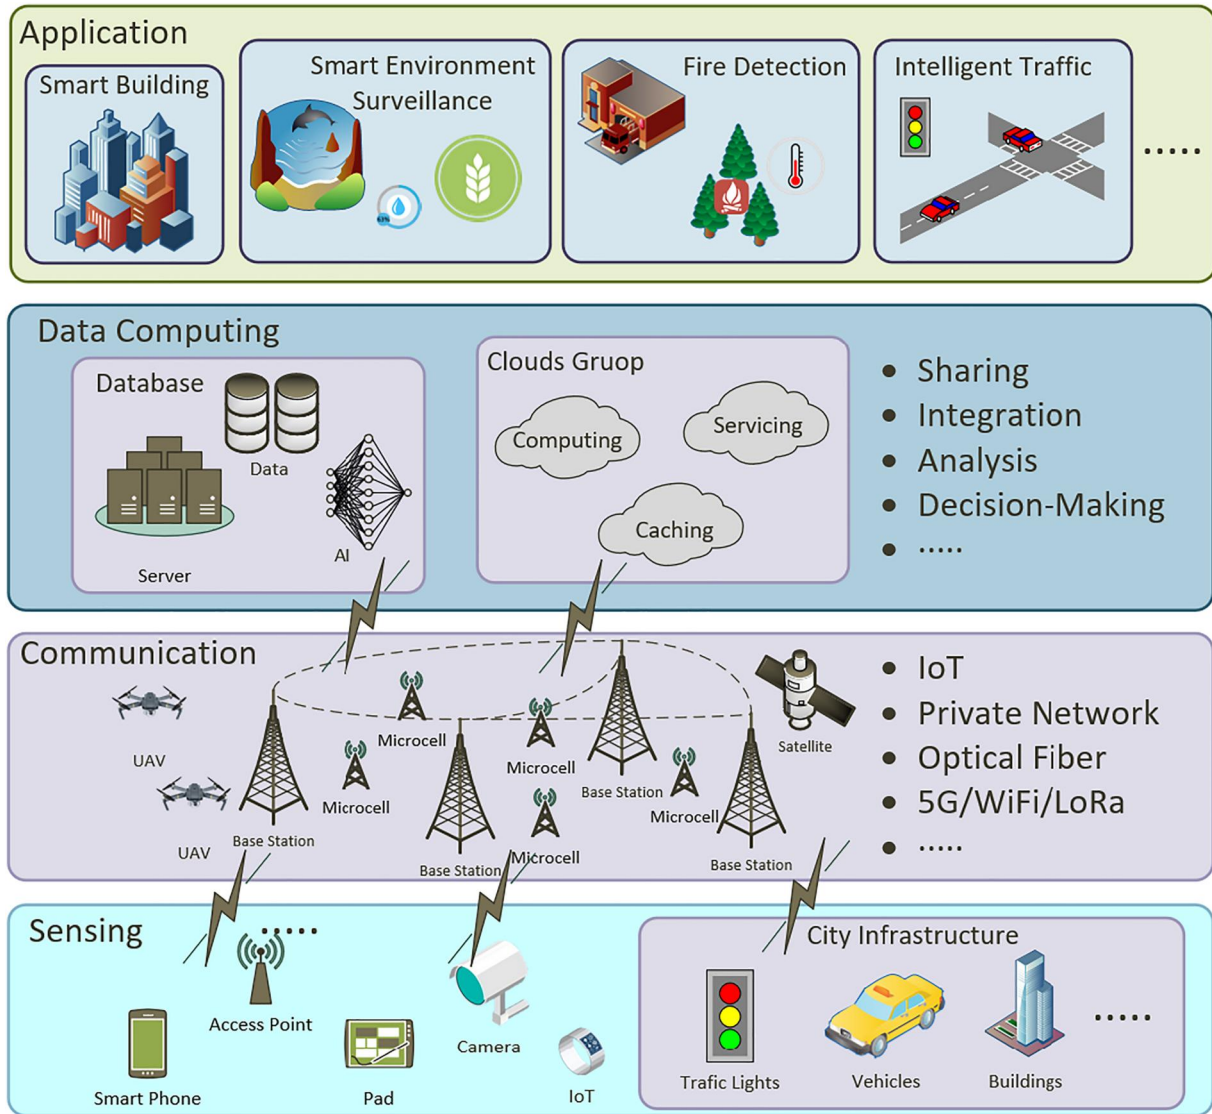 Application
Smart Building
Smart Environment
Surveillance
63%
Fire Detection
Intelligent Traffic
.....
Data Computing
Database
Data
Server
AI
Clouds Gruop
Computing
Servicing
Caching
• Sharing
• Integration
• Analysis
• Decision-Making
• .....
Communication
UAV
UAV
Base Station
Microcell
Microcell
Base Station
Microcell
Microcell
Base Station
Microcell
Base Station
Satellite
• IoT
• Private Network
• Optical Fiber
• 5G/WiFi/LoRa
• .....
Sensing
.....
Access Point
Smart Phone
Pad
Camera
IoT
City Infrastructure
Trafic Lights
Vehicles
Buildings
.....